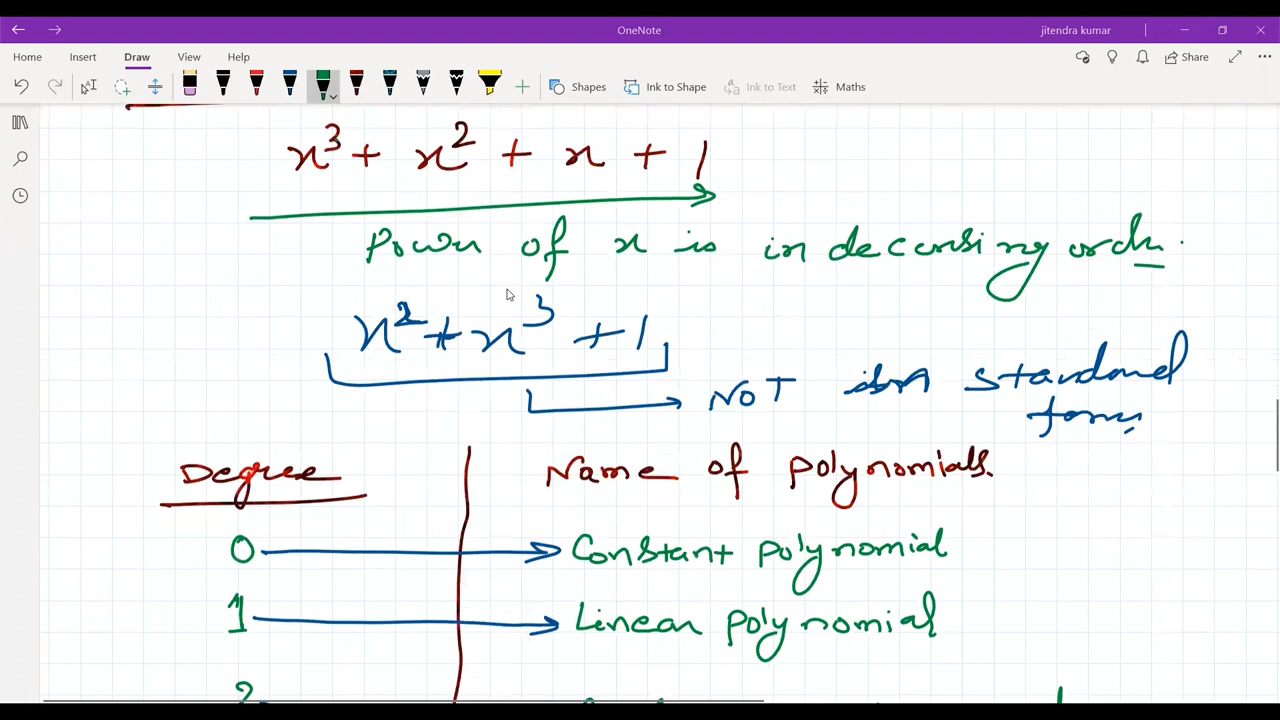 OneNote
jitendra kumar
Home Insert Draw View Help
Share
Shapes Ink to Shape Ink to Text Maths
x³ + x² + x + 1
Power of x is in decensing order.
x² + x³ + 1
NOT standard form
Degree Name of polynomials.
0 Constant polynomial
1 Linear polynomial
2